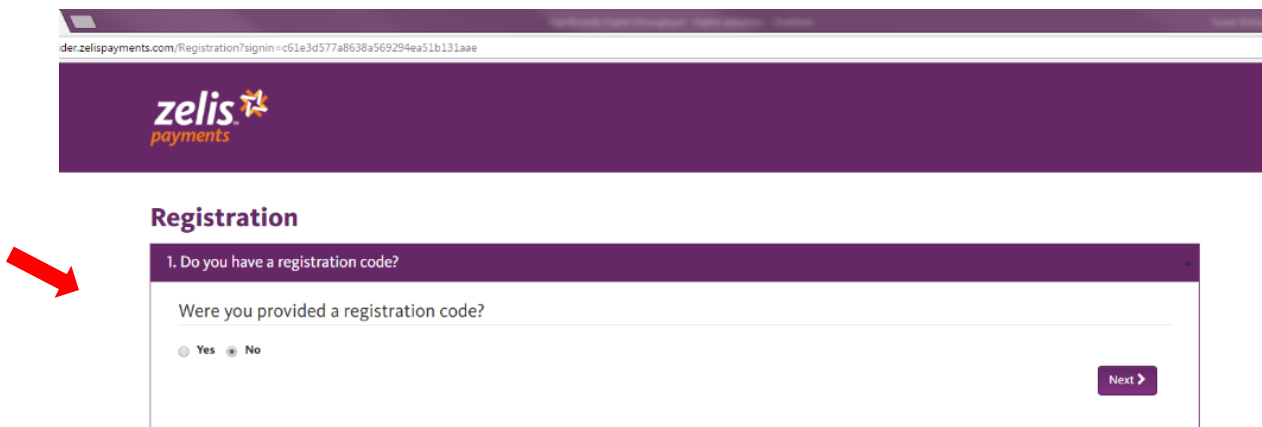 ider.zelispayments.com/Registration?signin=c61e3d577a8638a569294ea51b131aae
zelis
payments
Registration
1. Do you have a registration code?
Were you provided a registration code?
Yes No
Next